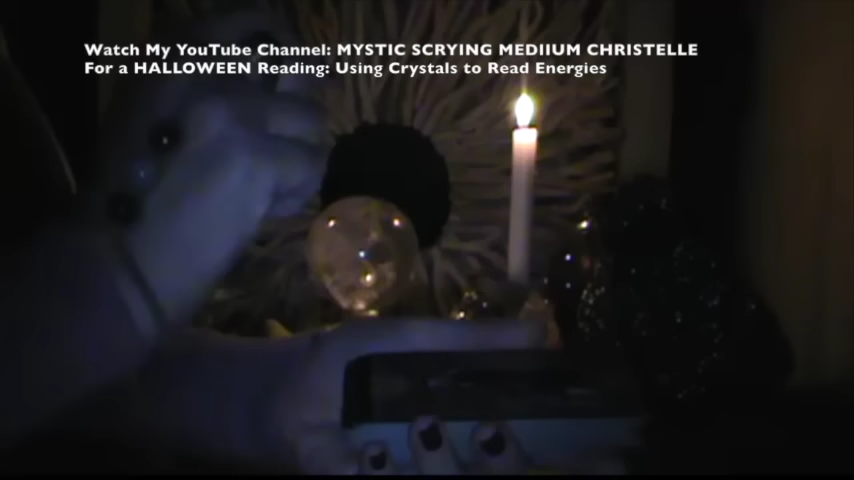 Watch My YouTube Channel: MYSTIC SCRYING MEDIIUM CHRISTELLE
For a HALLOWEEN Reading: Using Crystals to Read Energies